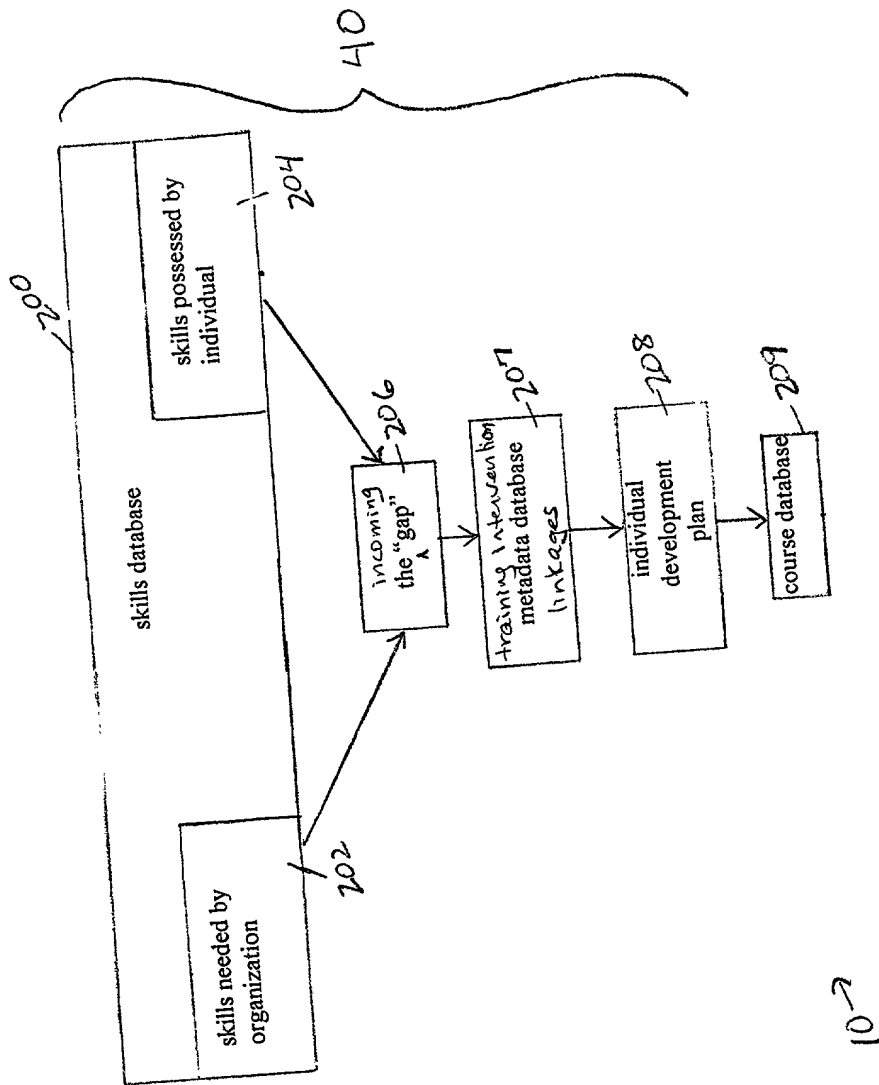 40
200
skills database
skills needed by
organization
202
skills possessed by
individual
204
incoming
the ^ "gap"
206
training intervention
metadata database
linkages
207
individual
development
plan
208
course database
209
10